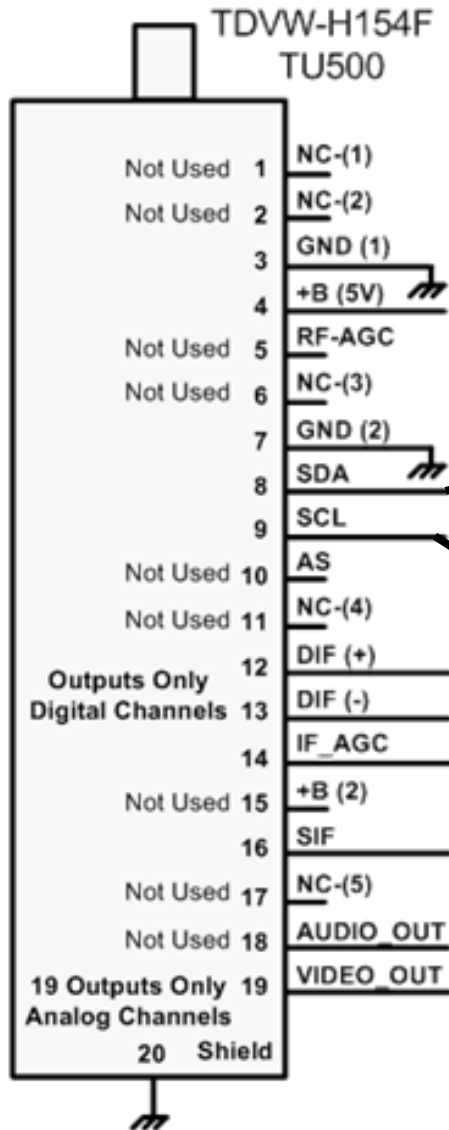 TDVW-H154F
TU500
Not Used 1 NC-(1)
Not Used 2 NC-(2)
3 GND (1)
4 +B (5V)
Not Used 5 RF-AGC
Not Used 6 NC-(3)
7 GND (2)
8 SDA
9 SCL
Not Used 10 AS
Not Used 11 NC-(4)
12 DIF (+)
Outputs Only
Digital Channels 13 DIF (-)
14 IF_AGC
Not Used 15 +B (2)
16 SIF
Not Used 17 NC-(5)
Not Used 18 AUDIO_OUT
19 Outputs Only 19 VIDEO_OUT
Analog Channels
20 Shield